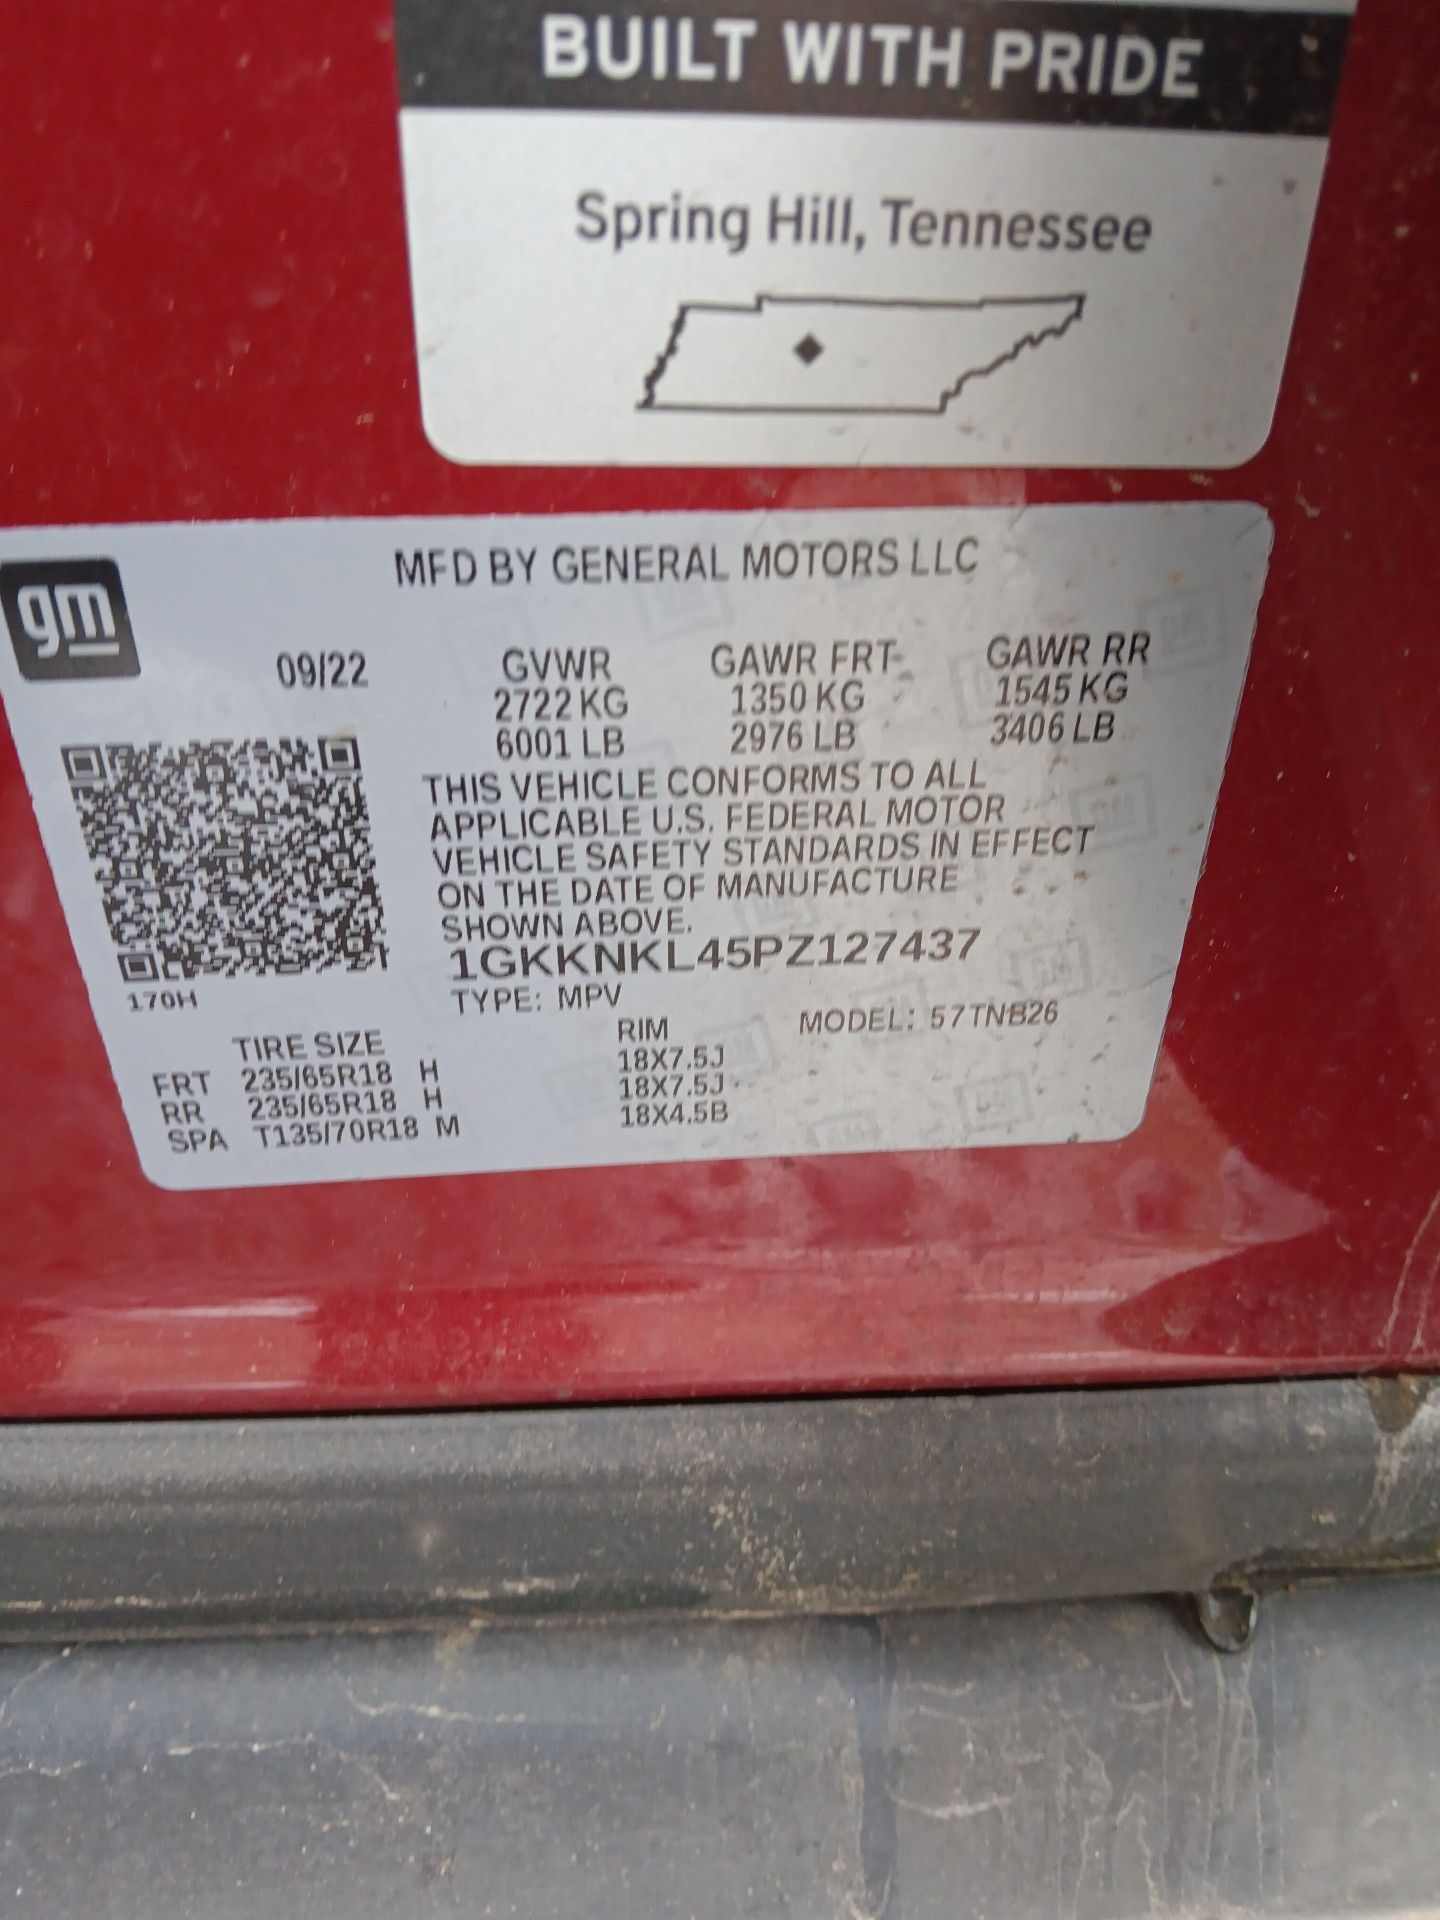 BUILT WITH PRIDE
Spring Hill, Tennessee
gm
MFD BY GENERAL MOTORS LLC
09/22 GVWR GAWR FRT GAWR RR
2722 KG 1350 KG 1545 KG
6001 LB 2976 LB 3406 LB
THIS VEHICLE CONFORMS TO ALL
APPLICABLE U.S. FEDERAL MOTOR
VEHICLE SAFETY STANDARDS IN EFFECT
ON THE DATE OF MANUFACTURE
SHOWN ABOVE.
1GKKNKL45PZ127437
170H
TYPE: MPV MODEL: 57TNB26
TIRE SIZE RIM
FRT 235/65R18 H 18X7.5J
RR 235/65R18 H 18X7.5J
SPA T135/70R18 M 18X4.5B